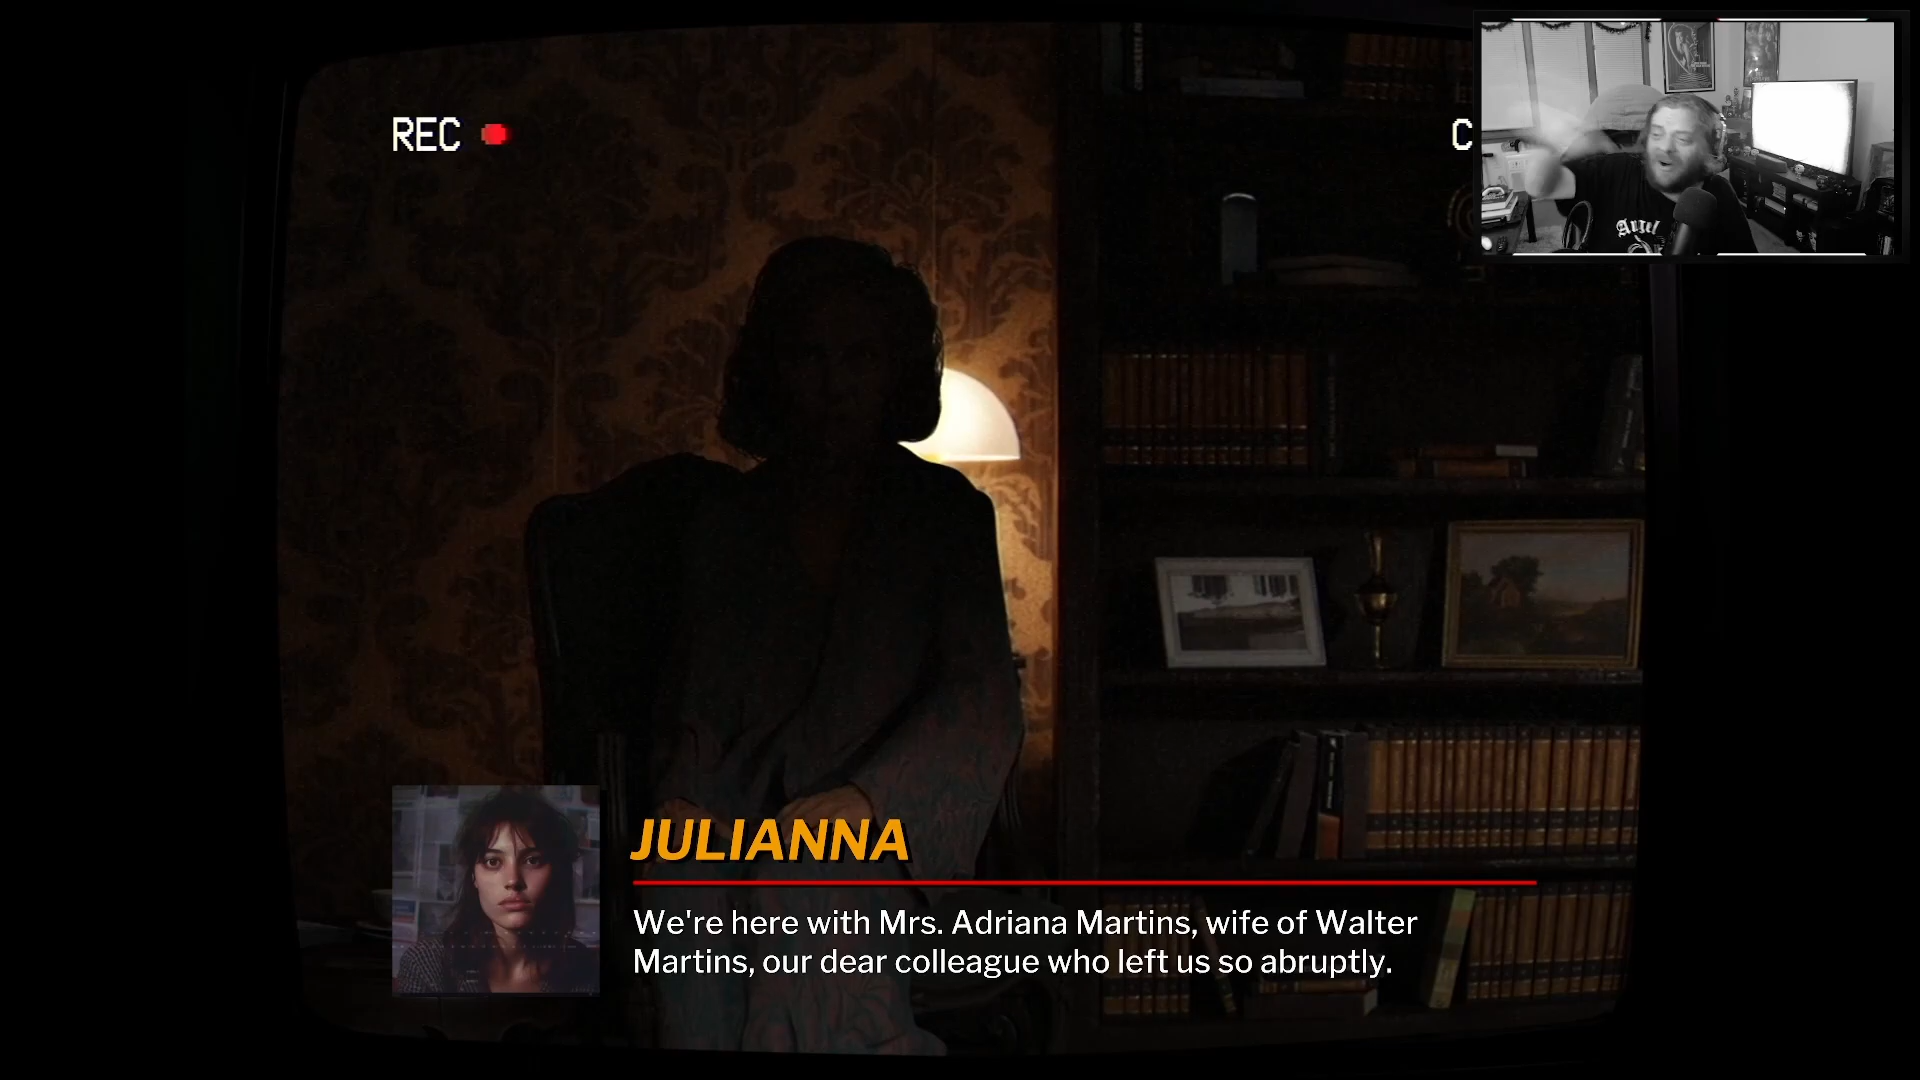 REC
C
Angel
JULIANNA
We're here with Mrs. Adriana Martins, wife of Walter
Martins, our dear colleague who left us so abruptly.